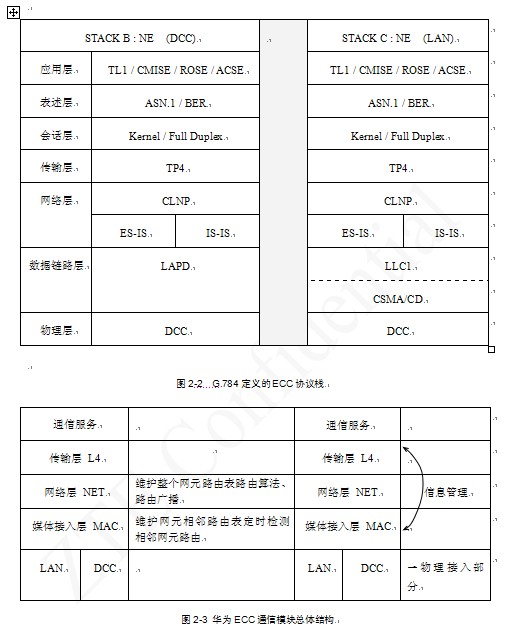 STACK B : NE (DCC).
STACK C : NE (LAN).
应用层. TL1 / CMISE / ROSE / ACSE. TL1 / CMISE / ROSE / ACSE.
表述层. ASN.1 / BER. ASN.1 / BER.
会话层. Kernel / Full Duplex. Kernel / Full Duplex.
传输层. TP4. TP4.
网络层. CLNP. CLNP.
ES-IS. IS-IS. ES-IS. IS-IS.
数据链路层. LAPD. LLC1.
CSMA/CD.
物理层. DCC. DCC.
图 2-2 G.784 定义的 ECC 协议栈.
通信服务. 通信服务.
传输层 L4. 传输层 L4.
网络层 NET. 维护整个网元路由表路由算法、
路由广播. 网络层 NET. 信息管理.
媒体接入层 MAC. 维护网元相邻路由表定时检测
相邻网元路由. 媒体接入层 MAC.
LAN. DCC. LAN. DCC. 物理接入部
分.
图 2-3 华为 ECC 通信模块总体结构.
ZTE Confidential